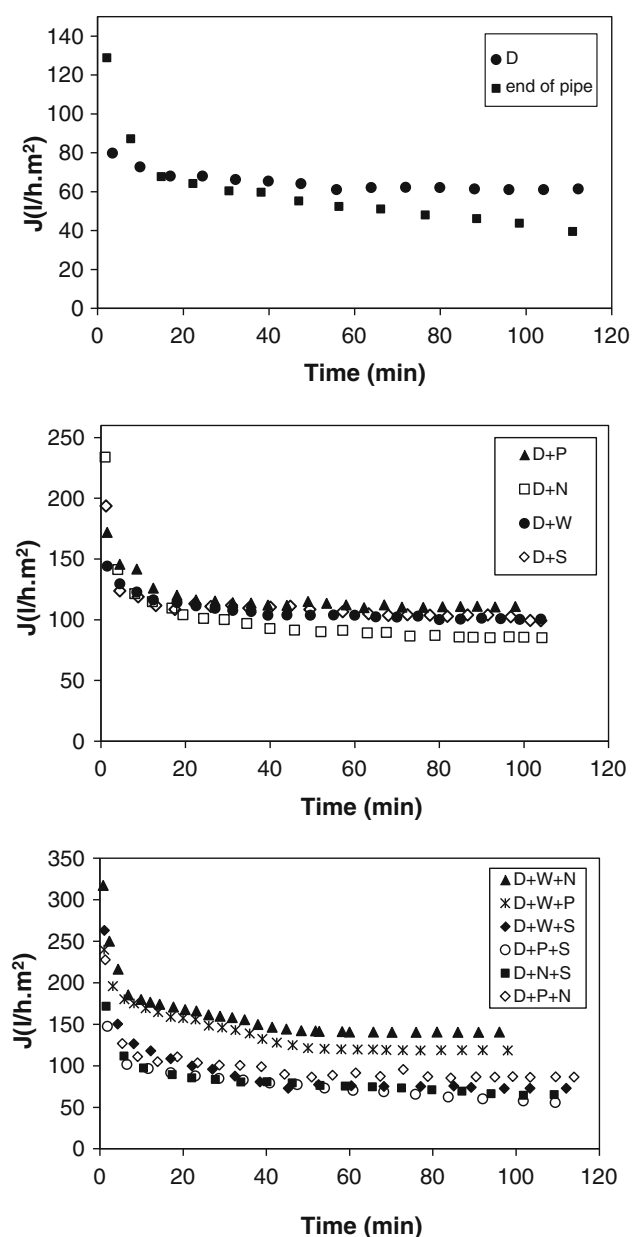 140
120
100
80
60
40
20
0
J(l/h.m²)
D
end of pipe
0 20 40 60 80 100 120
Time (min)
250
200
150
100
50
0
J(l/h.m²)
D+P
D+N
D+W
D+S
0 20 40 60 80 100 120
Time (min)
350
300
250
200
150
100
50
0
J(l/h.m²)
D+W+N
D+W+P
D+W+S
D+P+S
D+N+S
D+P+N
0 20 40 60 80 100 120
Time (min)